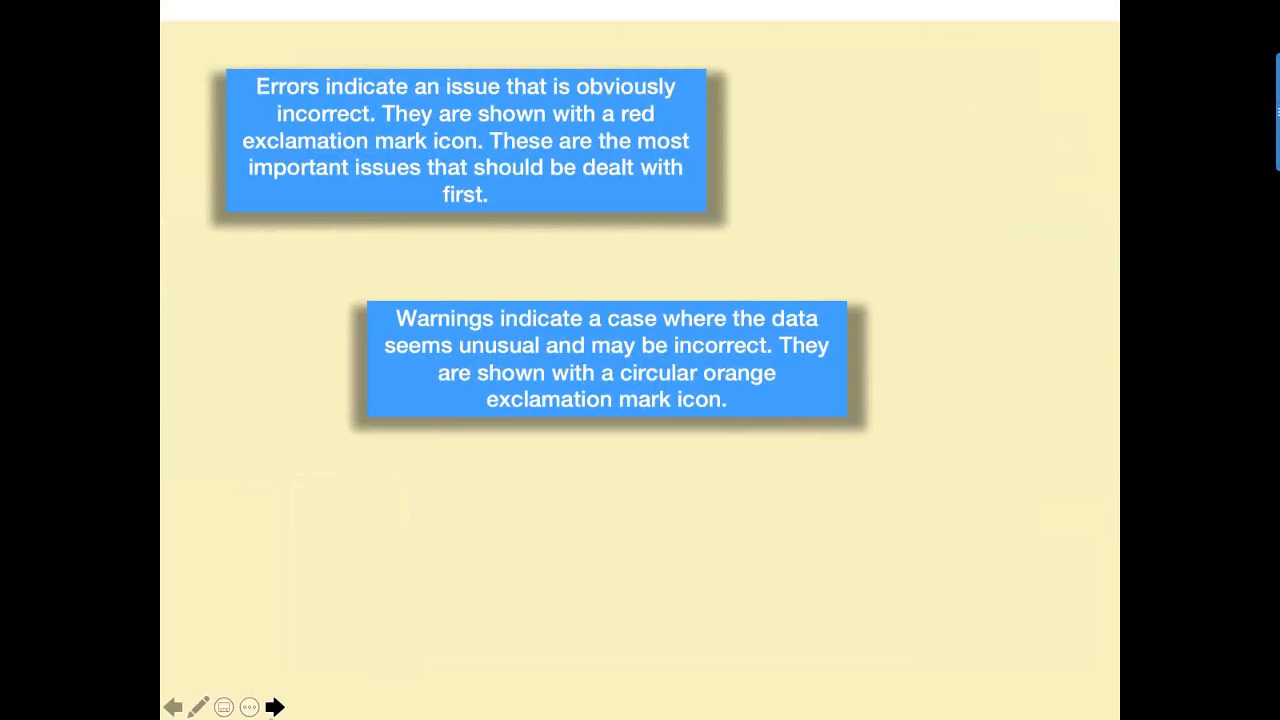 Errors indicate an issue that is obviously
incorrect. They are shown with a red
exclamation mark icon. These are the most
important issues that should be dealt with
first.
Warnings indicate a case where the data
seems unusual and may be incorrect. They
are shown with a circular orange
exclamation mark icon.